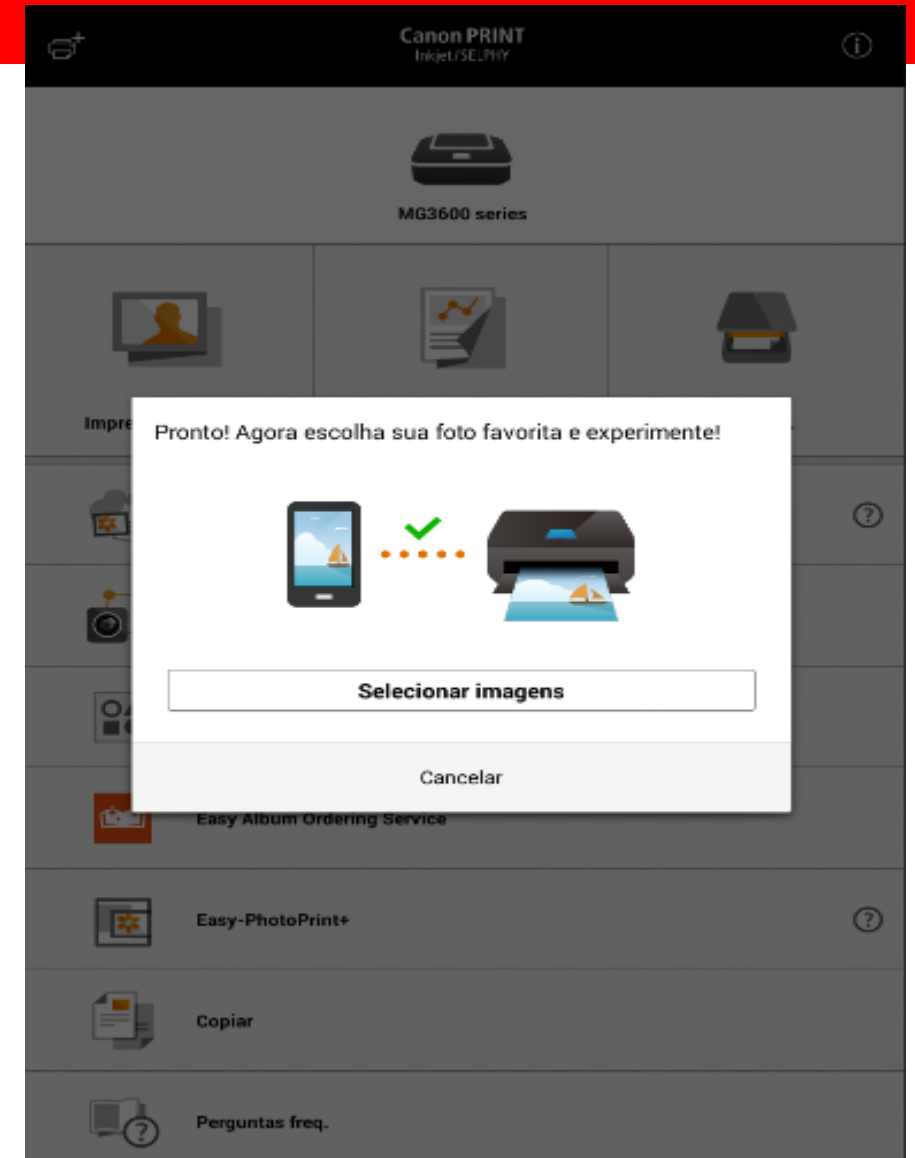 Canon PRINT
Inkjet/SELPHY
MG3600 series
Impre
Pronto! Agora escolha sua foto favorita e experimente!
Selecionar imagens
Cancelar
Easy Album Ordering Service
Easy-PhotoPrint+
Copiar
Perguntas freq.